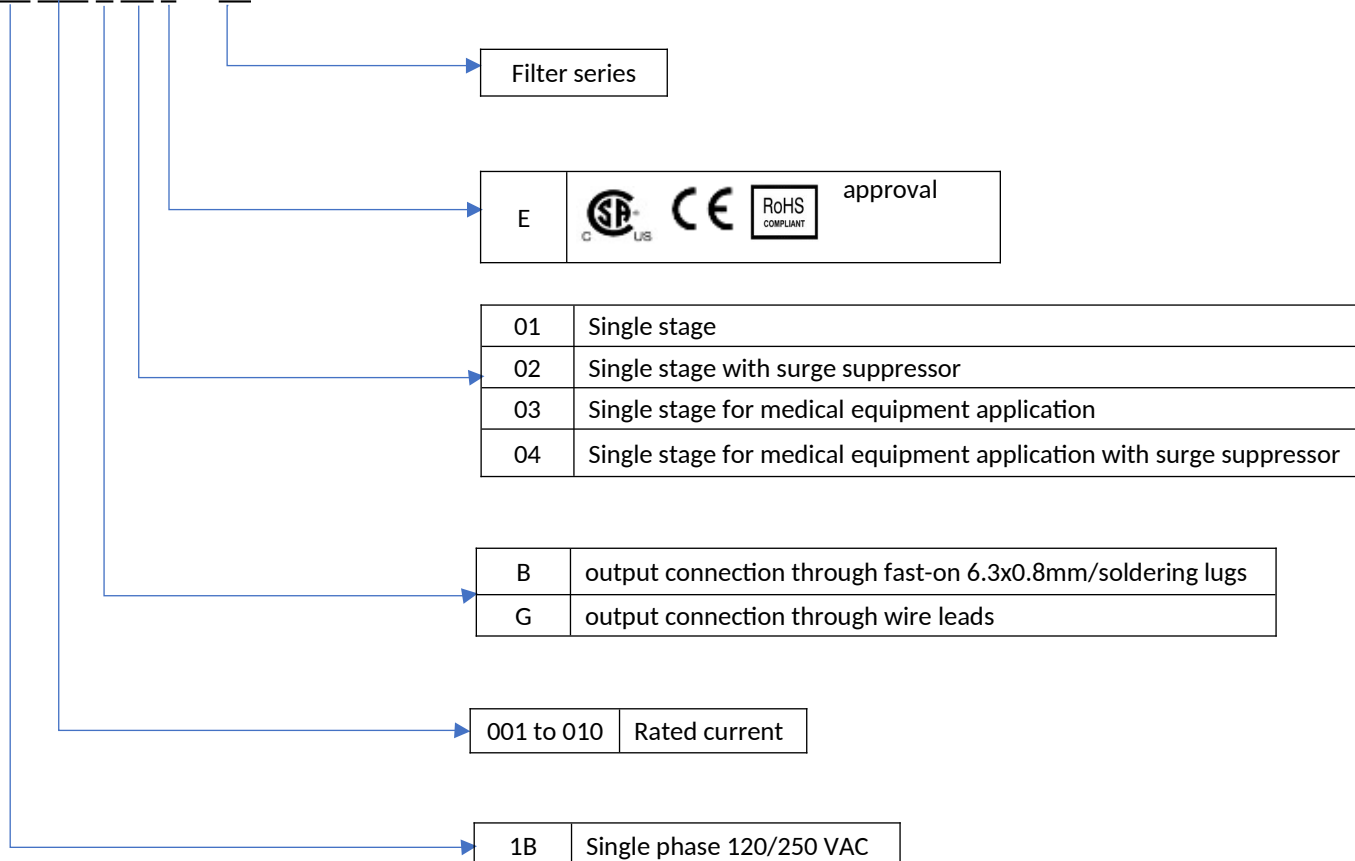 Filter series
E
C SA US CE RoHS COMPLIANT approval
01 Single stage
02 Single stage with surge suppressor
03 Single stage for medical equipment application
04 Single stage for medical equipment application with surge suppressor
B output connection through fast-on 6.3x0.8mm/soldering lugs
G output connection through wire leads
001 to 010 Rated current
1B Single phase 120/250 VAC